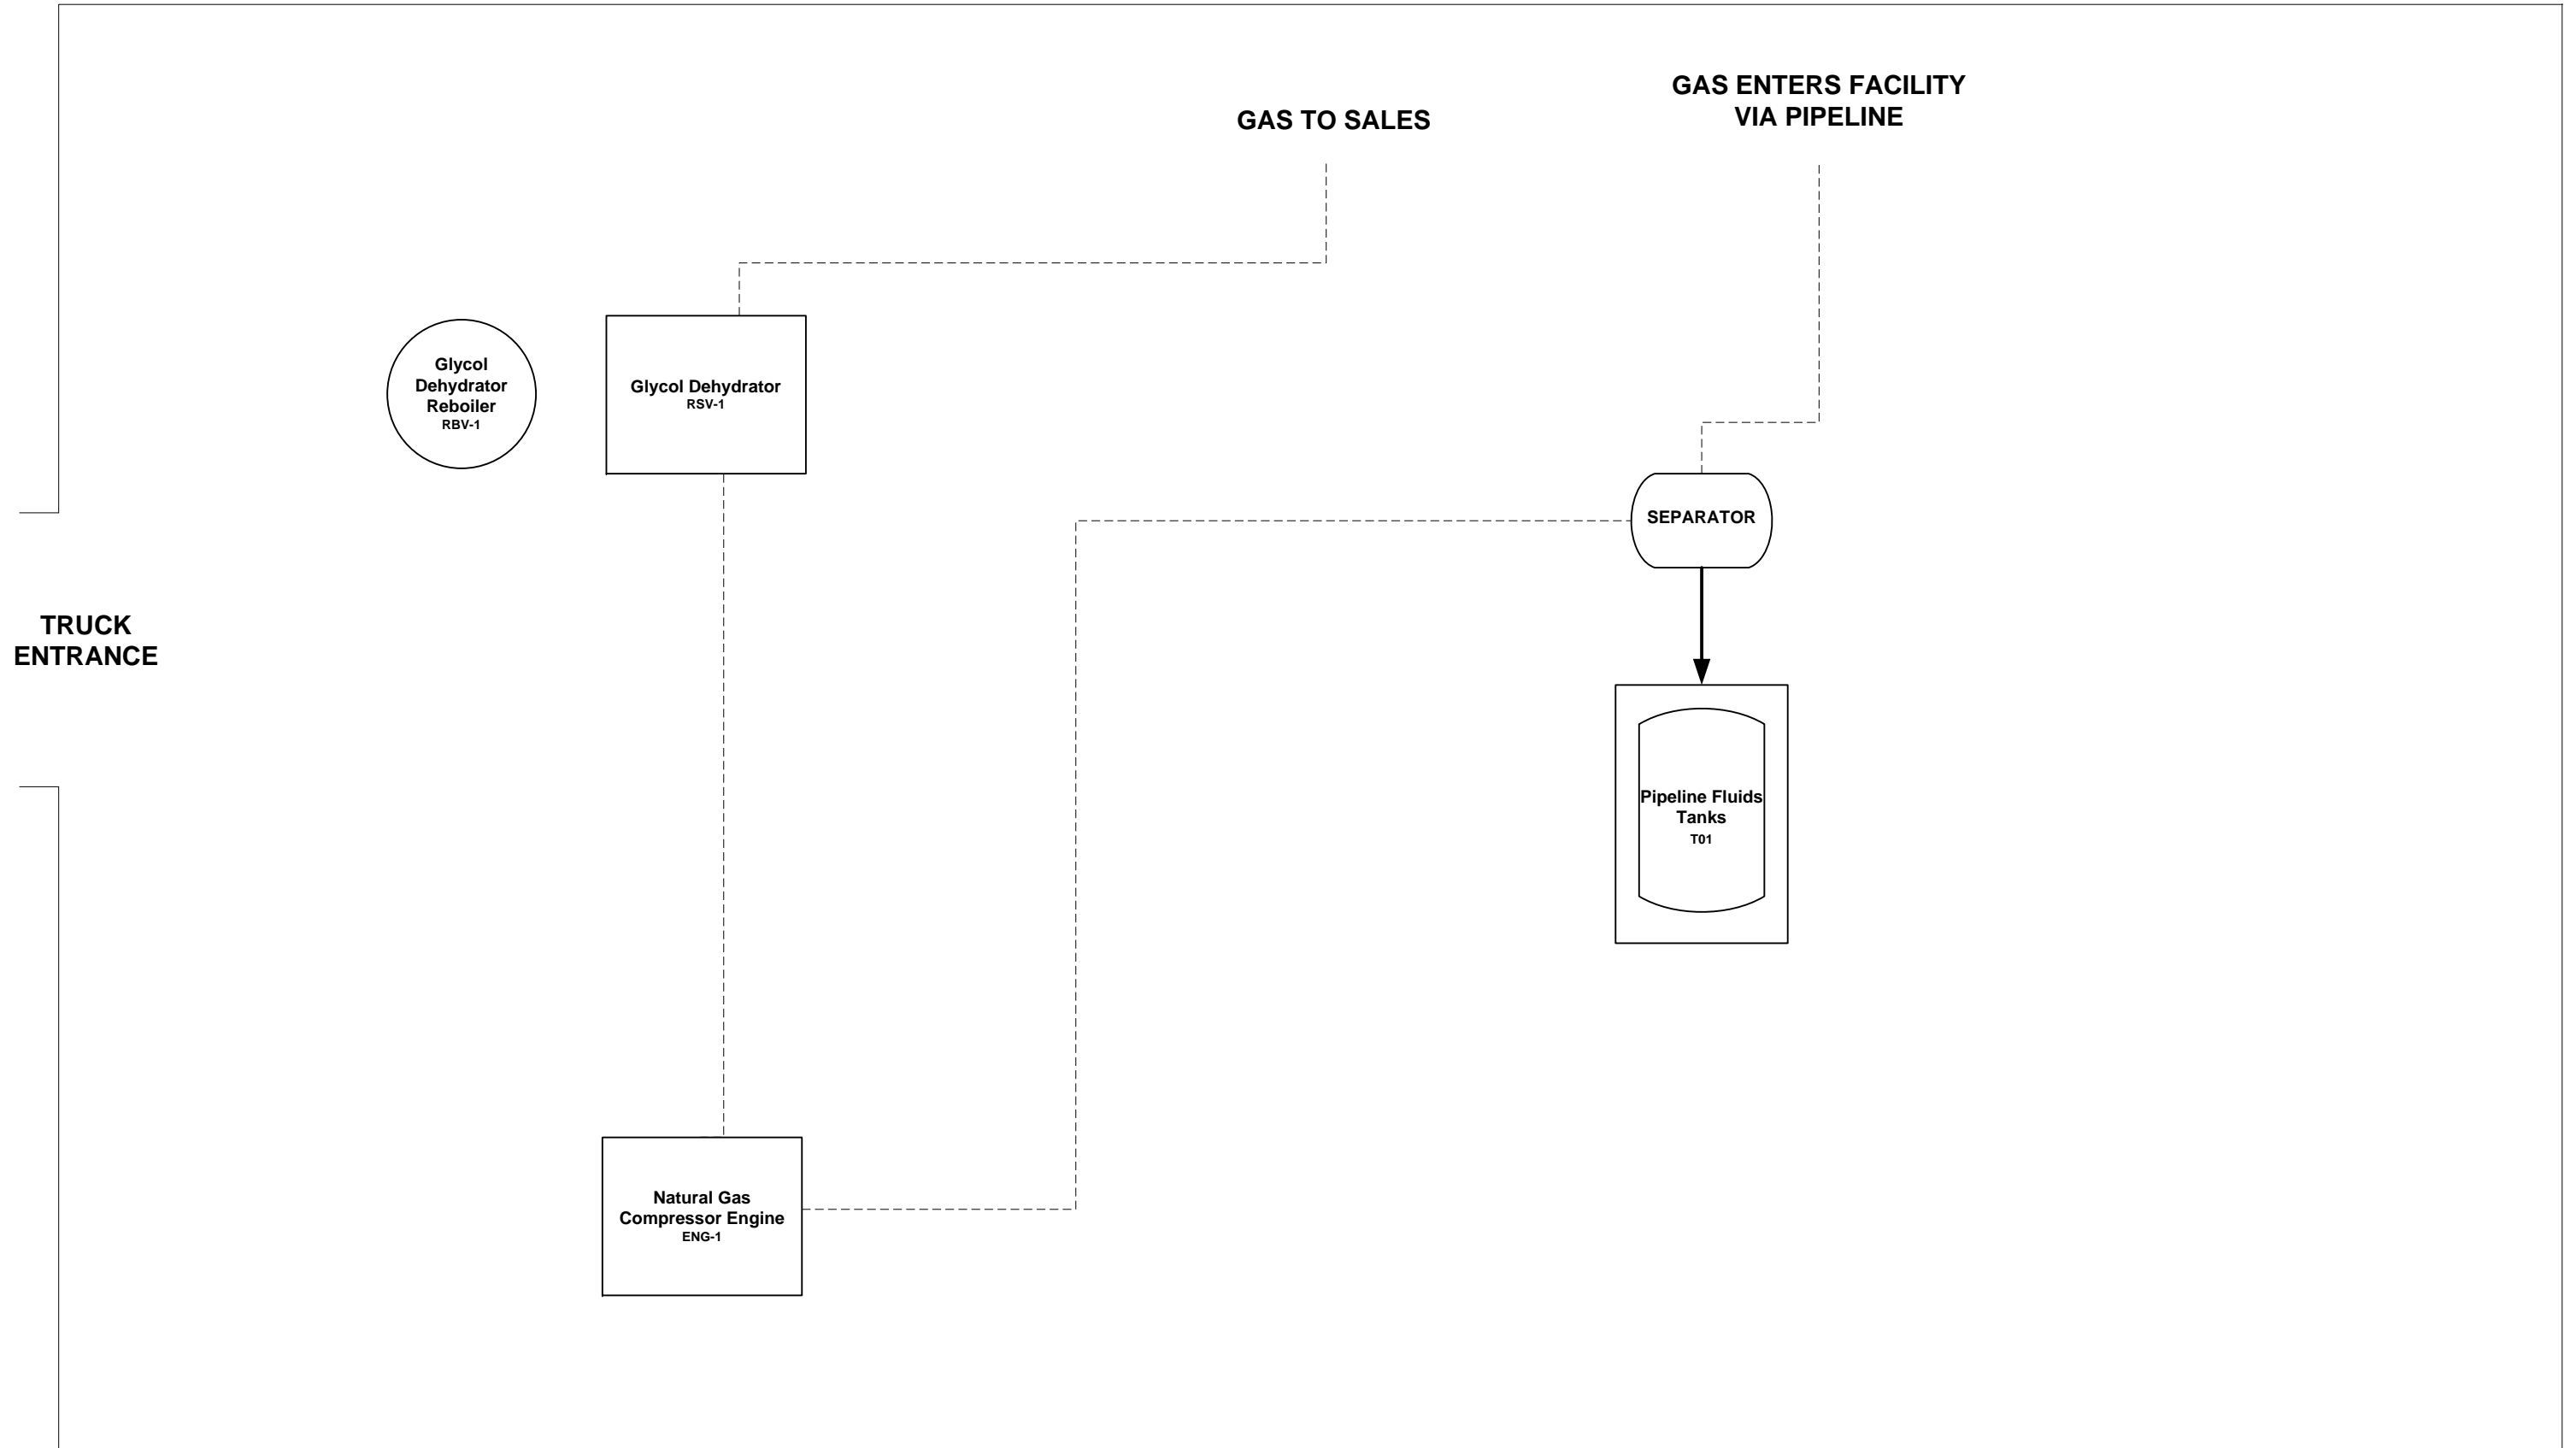 GAS ENTERS FACILITY
VIA PIPELINE
GAS TO SALES
Glycol
Dehydrator
Reboiler
RBV-1
Glycol Dehydrator
RSV-1
SEPARATOR
TRUCK
ENTRANCE
Pipeline Fluids
Tanks
T01
Natural Gas
Compressor Engine
ENG-1